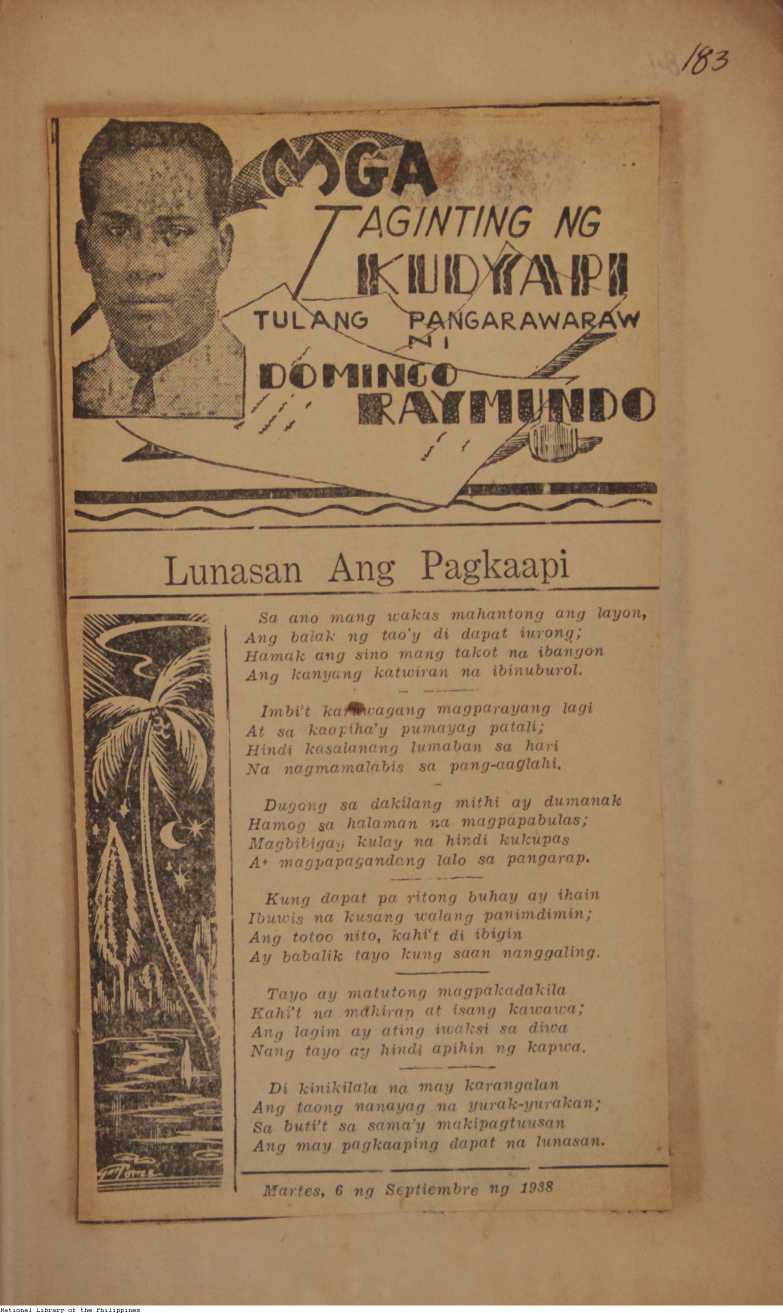 183
MGA
TAGINTING NG
KUDYAPI
TULANG PANGARAWARAW
NI
DOMINGO
RAYMUNDO
Lunasan Ang Pagkaapi
Sa ano mang wakas mahantong ang layon,
Ang balak ng tao'y di dapat iurong;
Hamak ang sino mang takot na ibangon
Ang kanyang katwiran na ibinuburol.
Imbi't karawagang magparayang lagi
At sa kaapiha'y pumayag patali;
Hindi kasalanang lumaban sa hari
Na nagmamalabis sa pang-aaglahi.
Dugong sa dakilang mithi ay dumanak
Hamog sa halaman na magpapabulas;
Magbibigay kulay na hindi kukupas
At magpapagandang lalo sa pangarap.
Kung dapat pa ritong buhay ay ihain
Ibuwis na kusang walang panimdimin;
Ang totoo nito, kahi't di ibigin
Ay babalik tayo kung saan nanggaling.
Tayo ay matutong magpakadakila
Kahi't na mahirap at isang kawawa;
Ang lagim ay ating iwaksi sa diwa
Nang tayo ay hindi apihin ng kapwa.
Di kinikilala na may karangalan
Ang taong nanayag na yurak-yurakan;
Sa buti't sa sama'y makipagtuusan
Ang may pagkaaping dapat na lunasan.
Martes, 6 ng Septiembre ng 1938
National Library of the Philippines